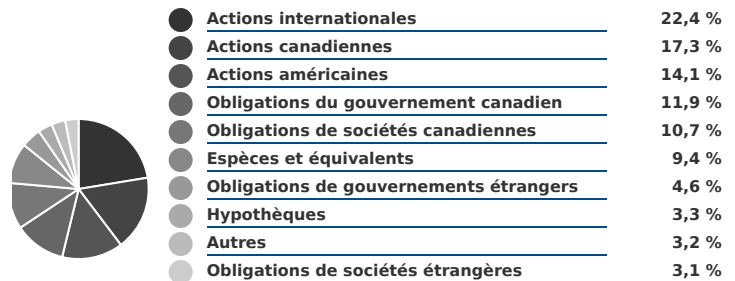 Actions internationales 22,4 %
Actions canadiennes 17,3 %
Actions américaines 14,1 %
Obligations du gouvernement canadien 11,9 %
Obligations de sociétés canadiennes 10,7 %
Espèces et équivalents 9,4 %
Obligations de gouvernements étrangers 4,6 %
Hypothèques 3,3 %
Autres 3,2 %
Obligations de sociétés étrangères 3,1 %